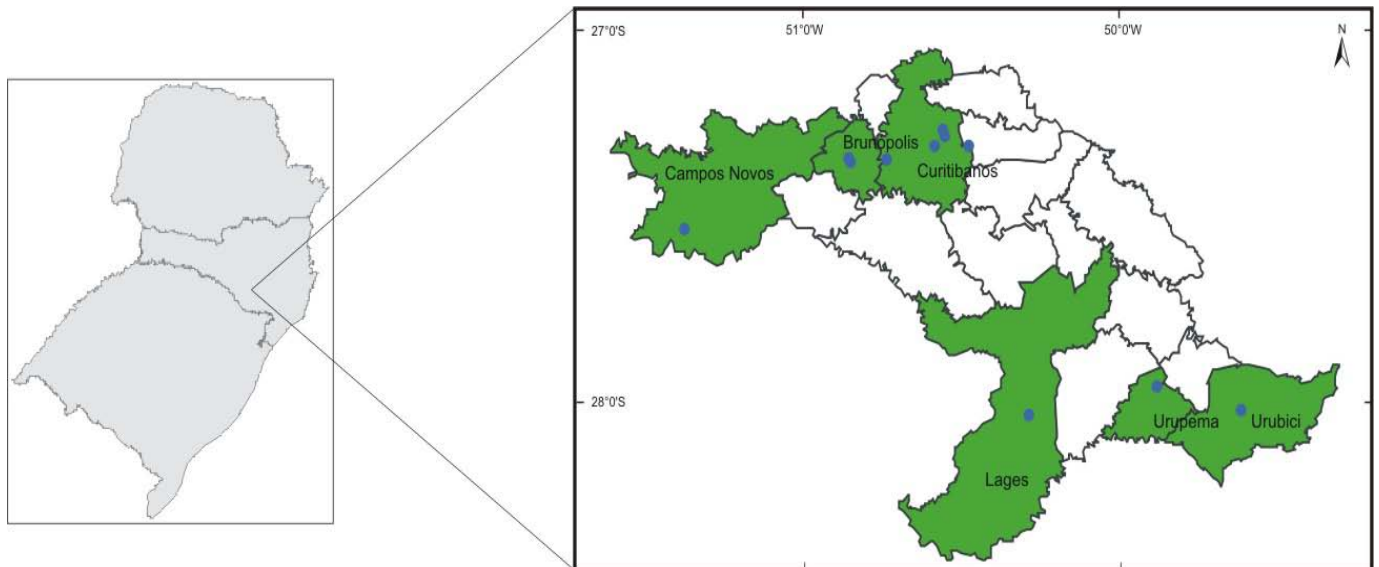 51°0'W
50°0'W
27°0'S
N
Brunópolis
Curitibanos
Campos Novos
28°0'S
Urupema
Urubici
Lages